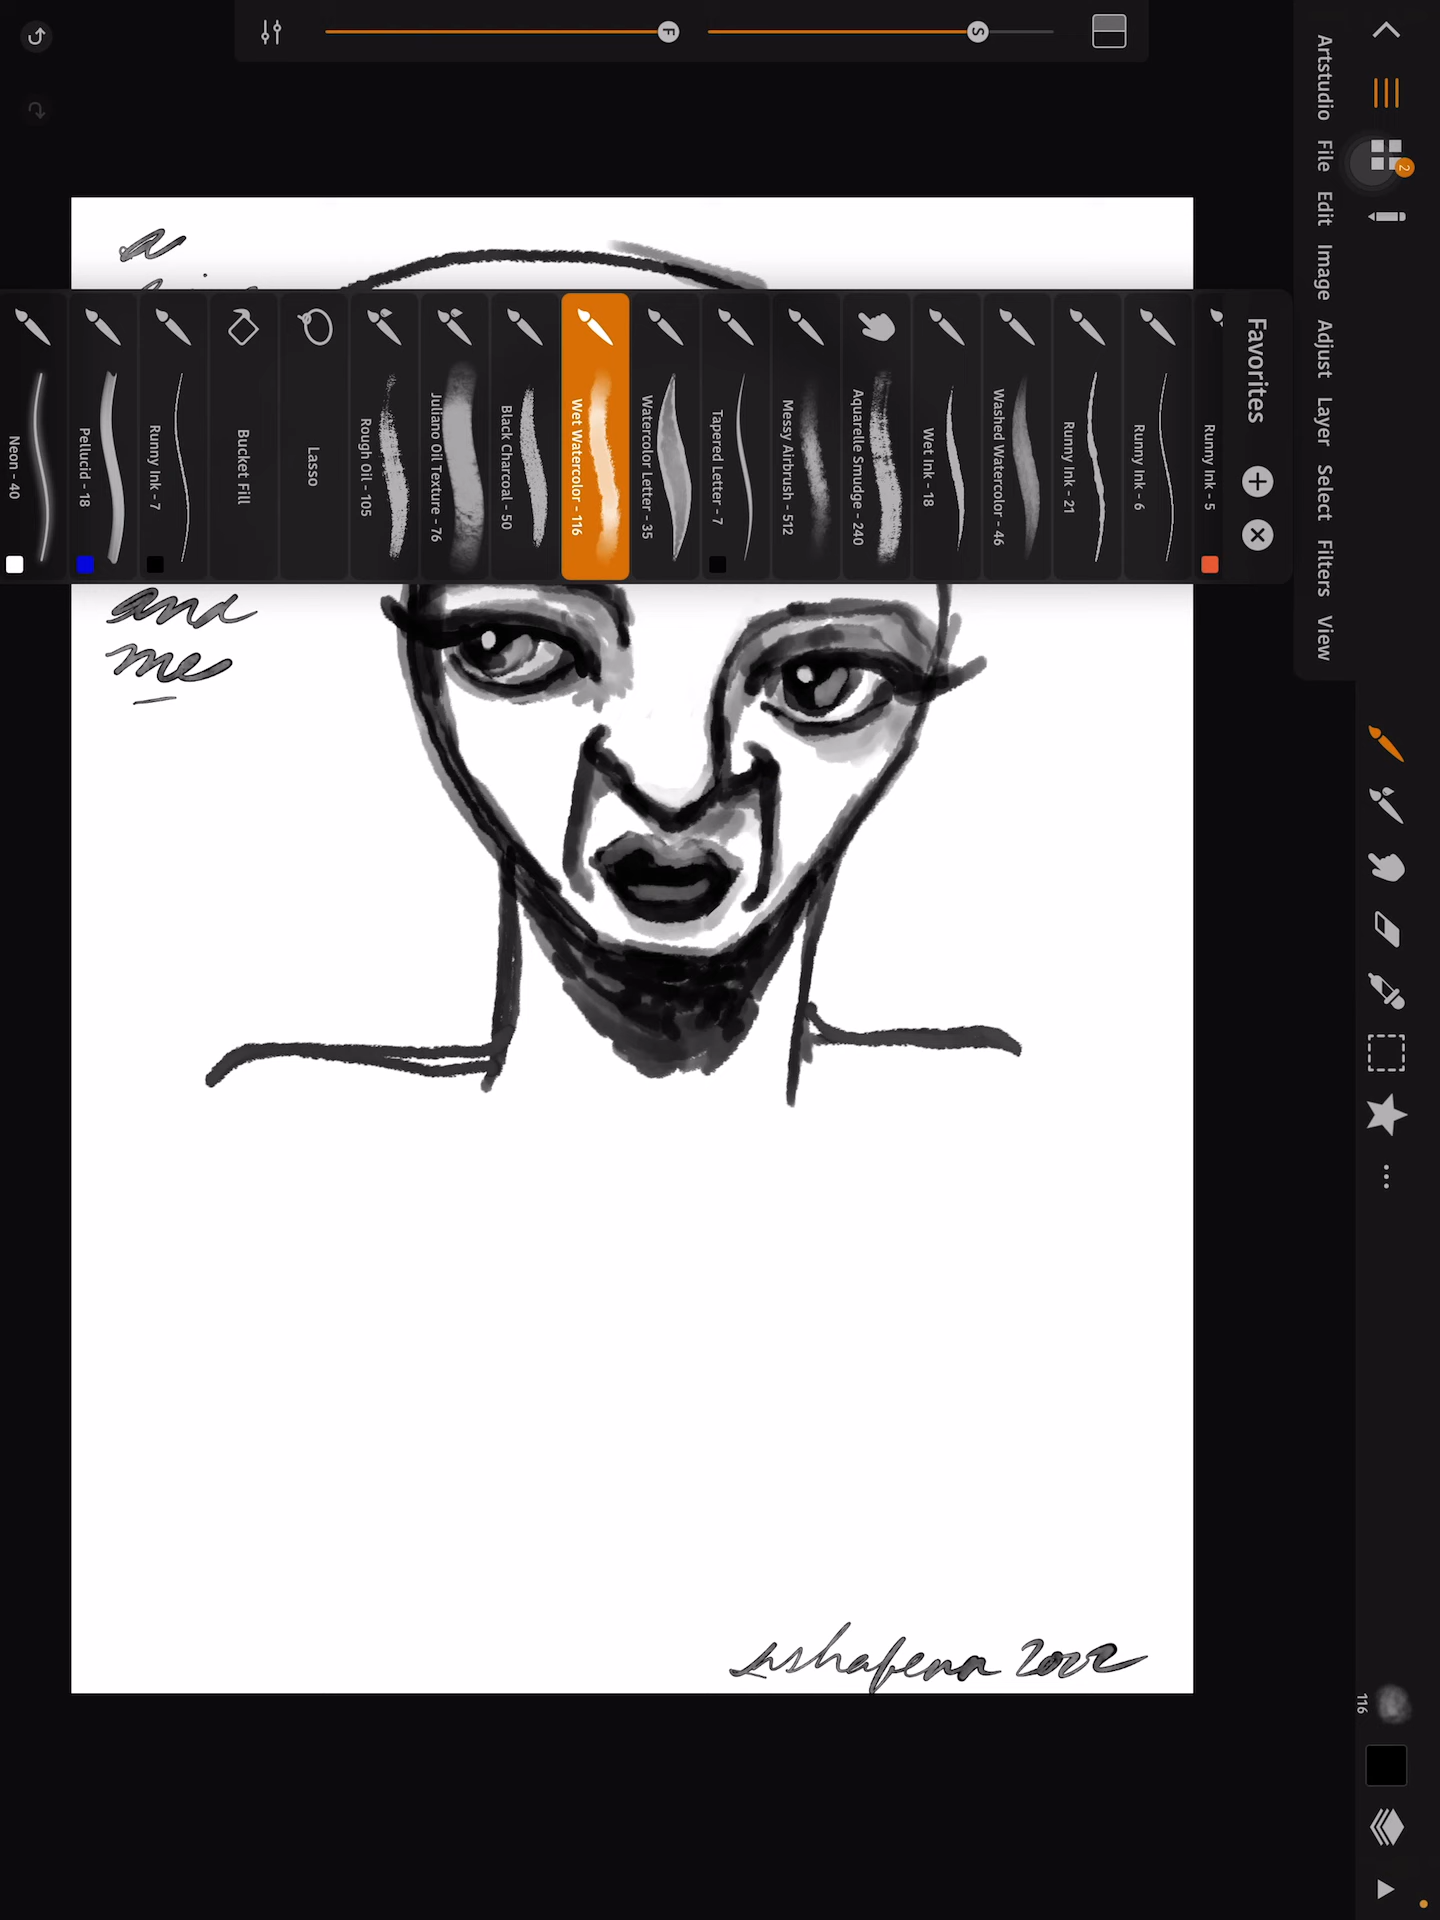 Artstudio File Edit Image Adjust Layer Select Filters View
2
Favorites
Runny Ink - 5
Runny Ink - 6
Runny Ink - 21
Washed Watercolor - 46
Wet Ink - 18
Aquarelle Smudge - 240
Messy Airbrush - 512
Tapered Letter - 7
Watercolor Letter - 35
Wet Watercolor - 116
Black Charcoal - 50
Juliano Oil Texture - 76
Rough Oil - 105
Lasso
Bucket Fill
Runny Ink - 7
Pellucid - 18
Neon - 40
F
S
116
a
and
me
2022